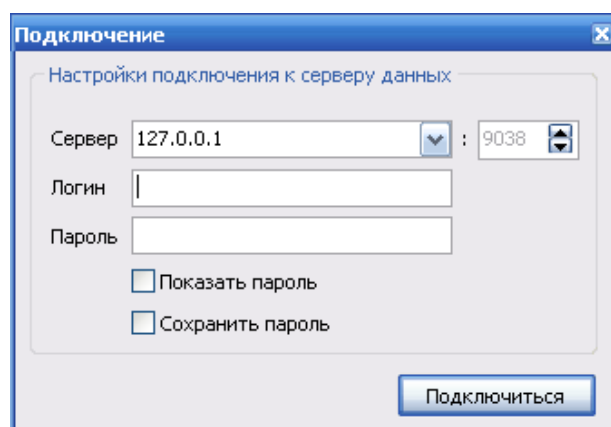 Подключение
Настройки подключения к серверу данных
Сервер 127.0.0.1 : 9038
Логин
Пароль
Показать пароль
Сохранить пароль
Подключиться